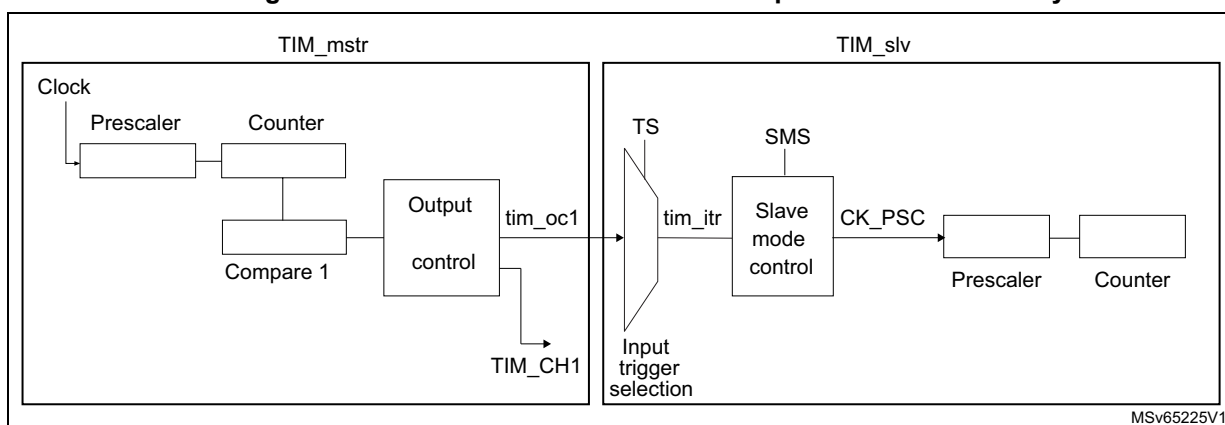 TIM_mstr
TIM_slv
Clock
Prescaler
Counter
Compare 1
Output
control
tim_oc1
TIM_CH1
TS
Input
trigger
selection
tim_itr
SMS
Slave
mode
control
CK_PSC
Prescaler
Counter
MSv65225V1